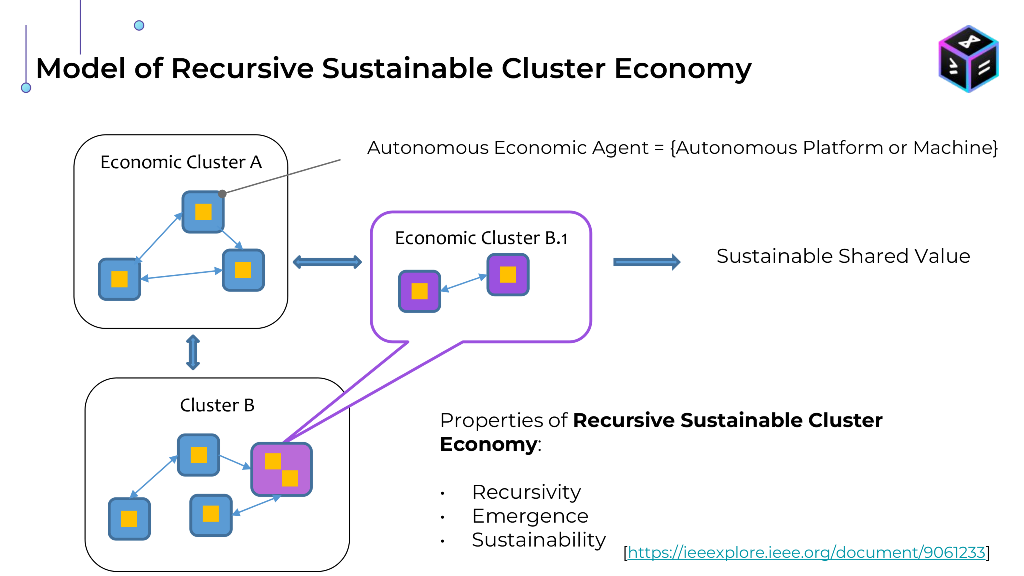 Model of Recursive Sustainable Cluster Economy
Economic Cluster A
Autonomous Economic Agent = {Autonomous Platform or Machine}
Economic Cluster B.1
Sustainable Shared Value
Cluster B
Properties of Recursive Sustainable Cluster
Economy:
• Recursivity
• Emergence
• Sustainability
[https://ieeexplore.ieee.org/document/9061233]